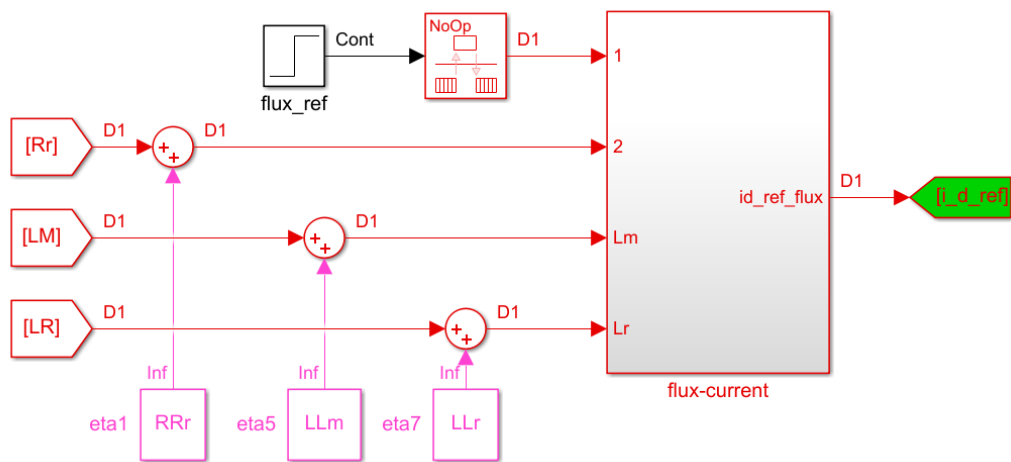 NoOp
Cont
D1
1
flux_ref
[Rr]
D1
D1
2
D1
id_ref_flux
[i_d_ref]
[LM]
D1
D1
Lm
[LR]
D1
D1
Lr
Inf
Inf
Inf
flux-current
eta1
RRr
eta5
LLm
eta7
LLr